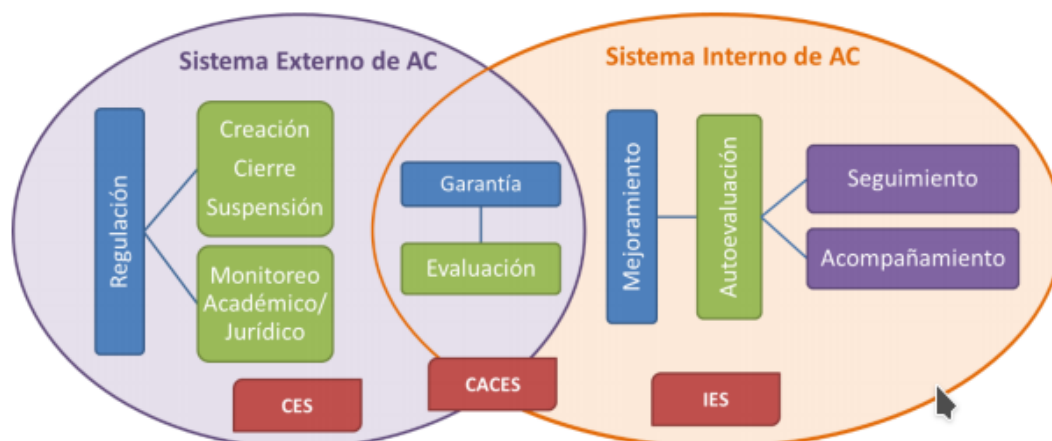 Sistema Externo de AC
Sistema Interno de AC
Regulación
Creación
Cierre
Suspensión
Monitoreo
Académico/
Jurídico
Garantía
Evaluación
Mejoramiento
Autoevaluación
Seguimiento
Acompañamiento
CES
CACES
IES